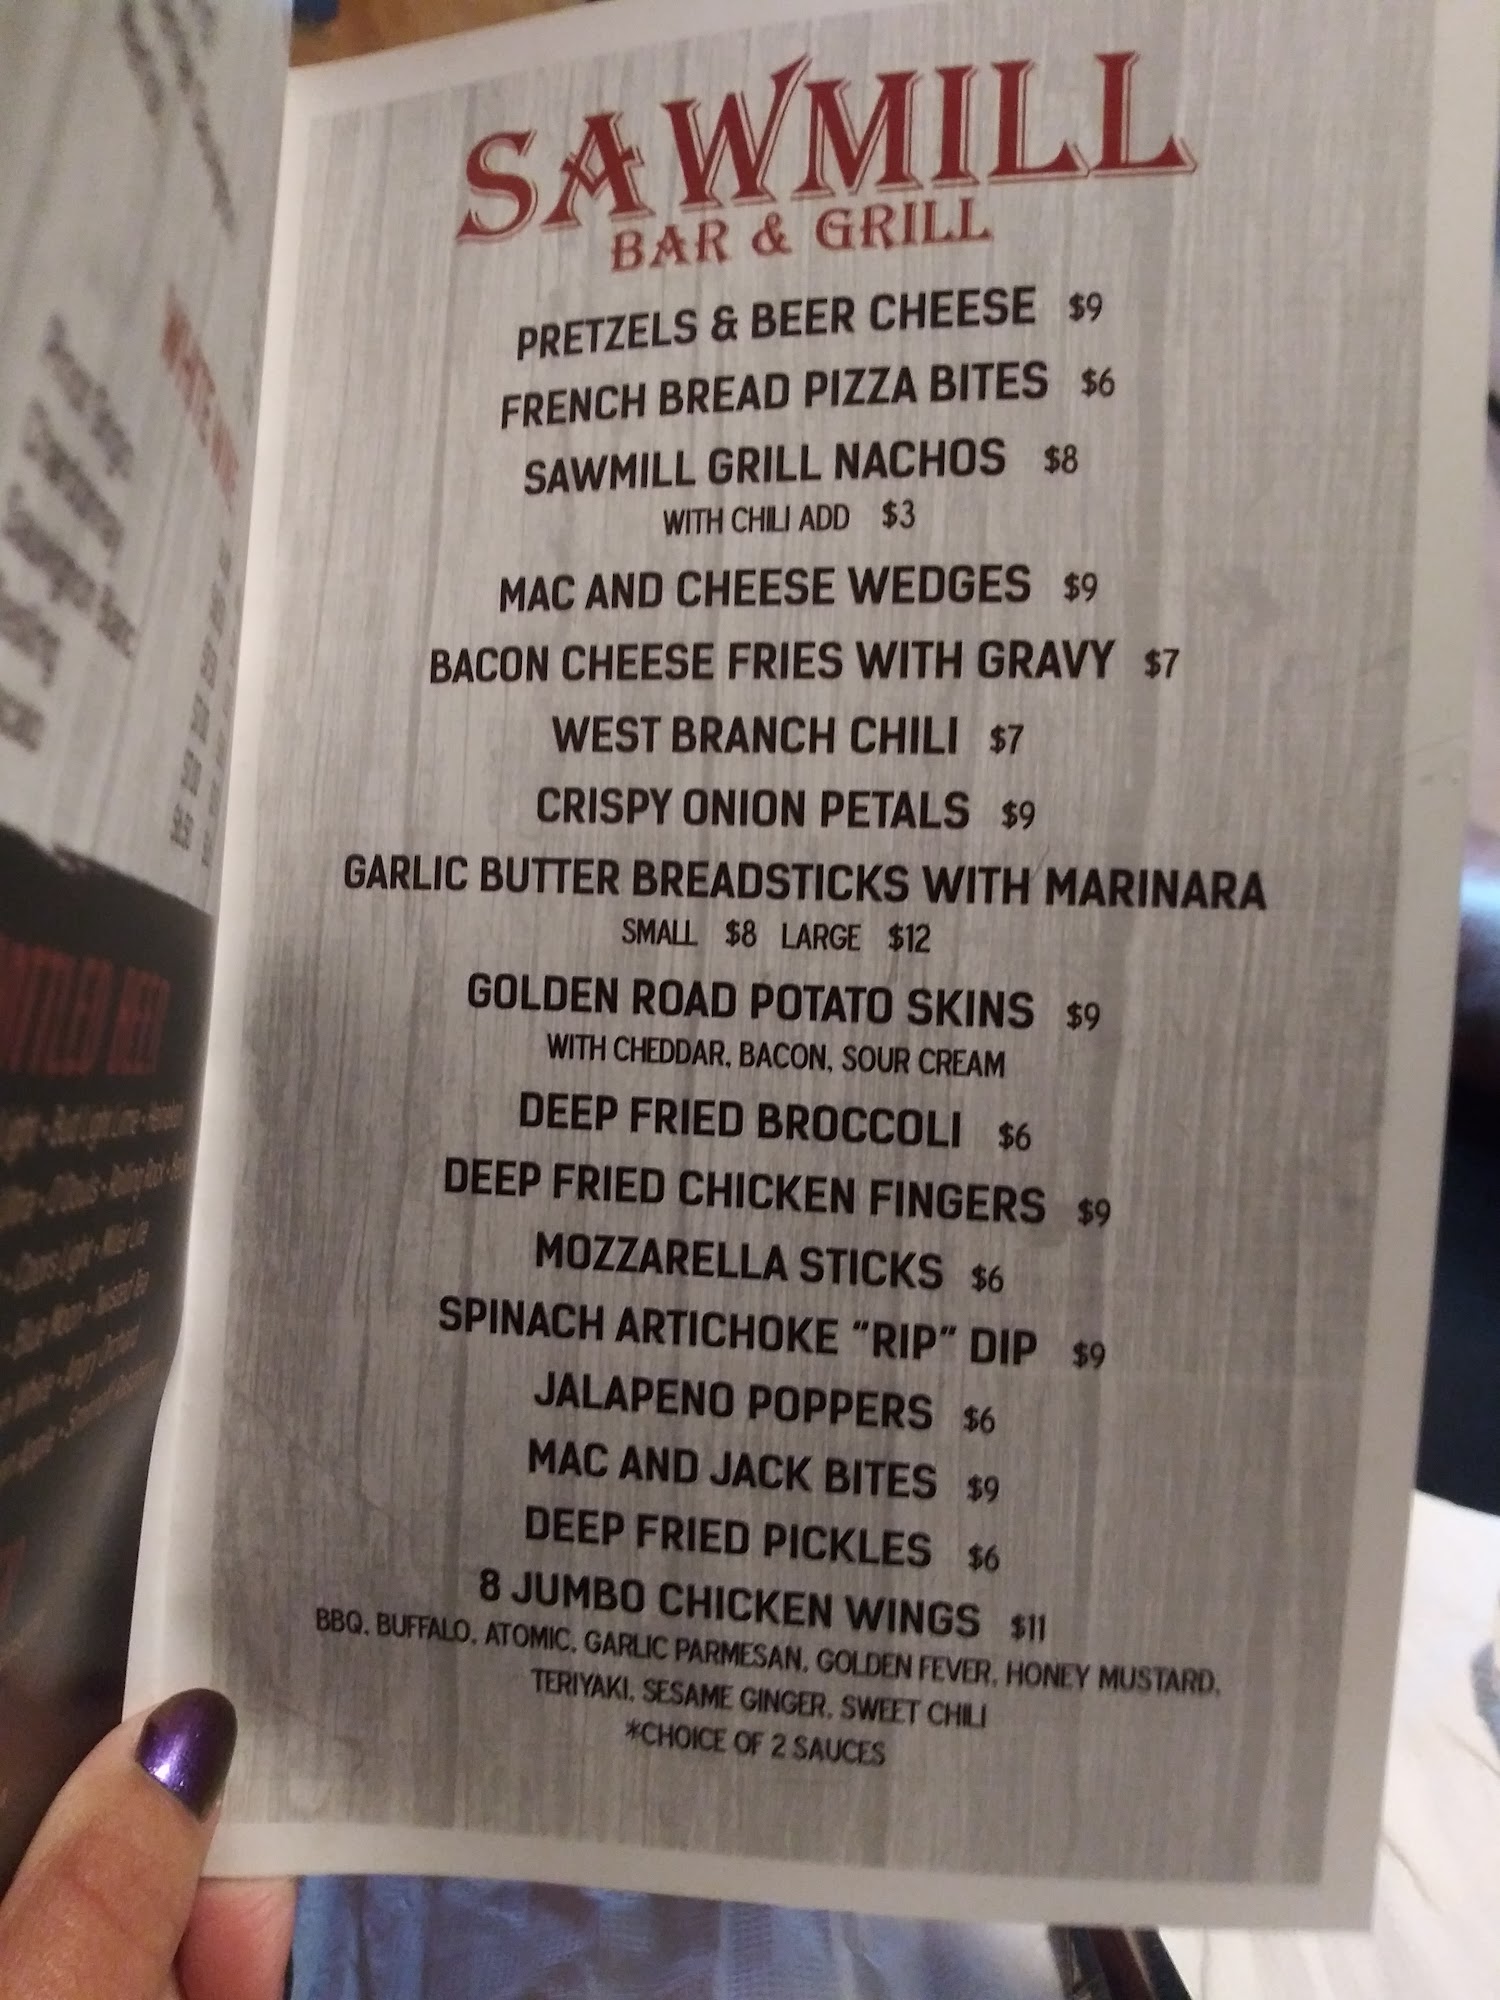 SAWMILL
BAR & GRILL
PRETZELS & BEER CHEESE $9
FRENCH BREAD PIZZA BITES $6
SAWMILL GRILL NACHOS $8
WITH CHILI ADD $3
MAC AND CHEESE WEDGES $9
BACON CHEESE FRIES WITH GRAVY $7
WEST BRANCH CHILI $7
CRISPY ONION PETALS $9
GARLIC BUTTER BREADSTICKS WITH MARINARA
SMALL $8 LARGE $12
GOLDEN ROAD POTATO SKINS $9
WITH CHEDDAR, BACON, SOUR CREAM
DEEP FRIED BROCCOLI $6
DEEP FRIED CHICKEN FINGERS $9
MOZZARELLA STICKS $6
SPINACH ARTICHOKE "RIP" DIP $9
JALAPENO POPPERS $6
MAC AND JACK BITES $9
DEEP FRIED PICKLES $6
8 JUMBO CHICKEN WINGS $11
BBQ, BUFFALO, ATOMIC, GARLIC PARMESAN, GOLDEN FEVER, HONEY MUSTARD,
TERIYAKI, SESAME GINGER, SWEET CHILI
*CHOICE OF 2 SAUCES